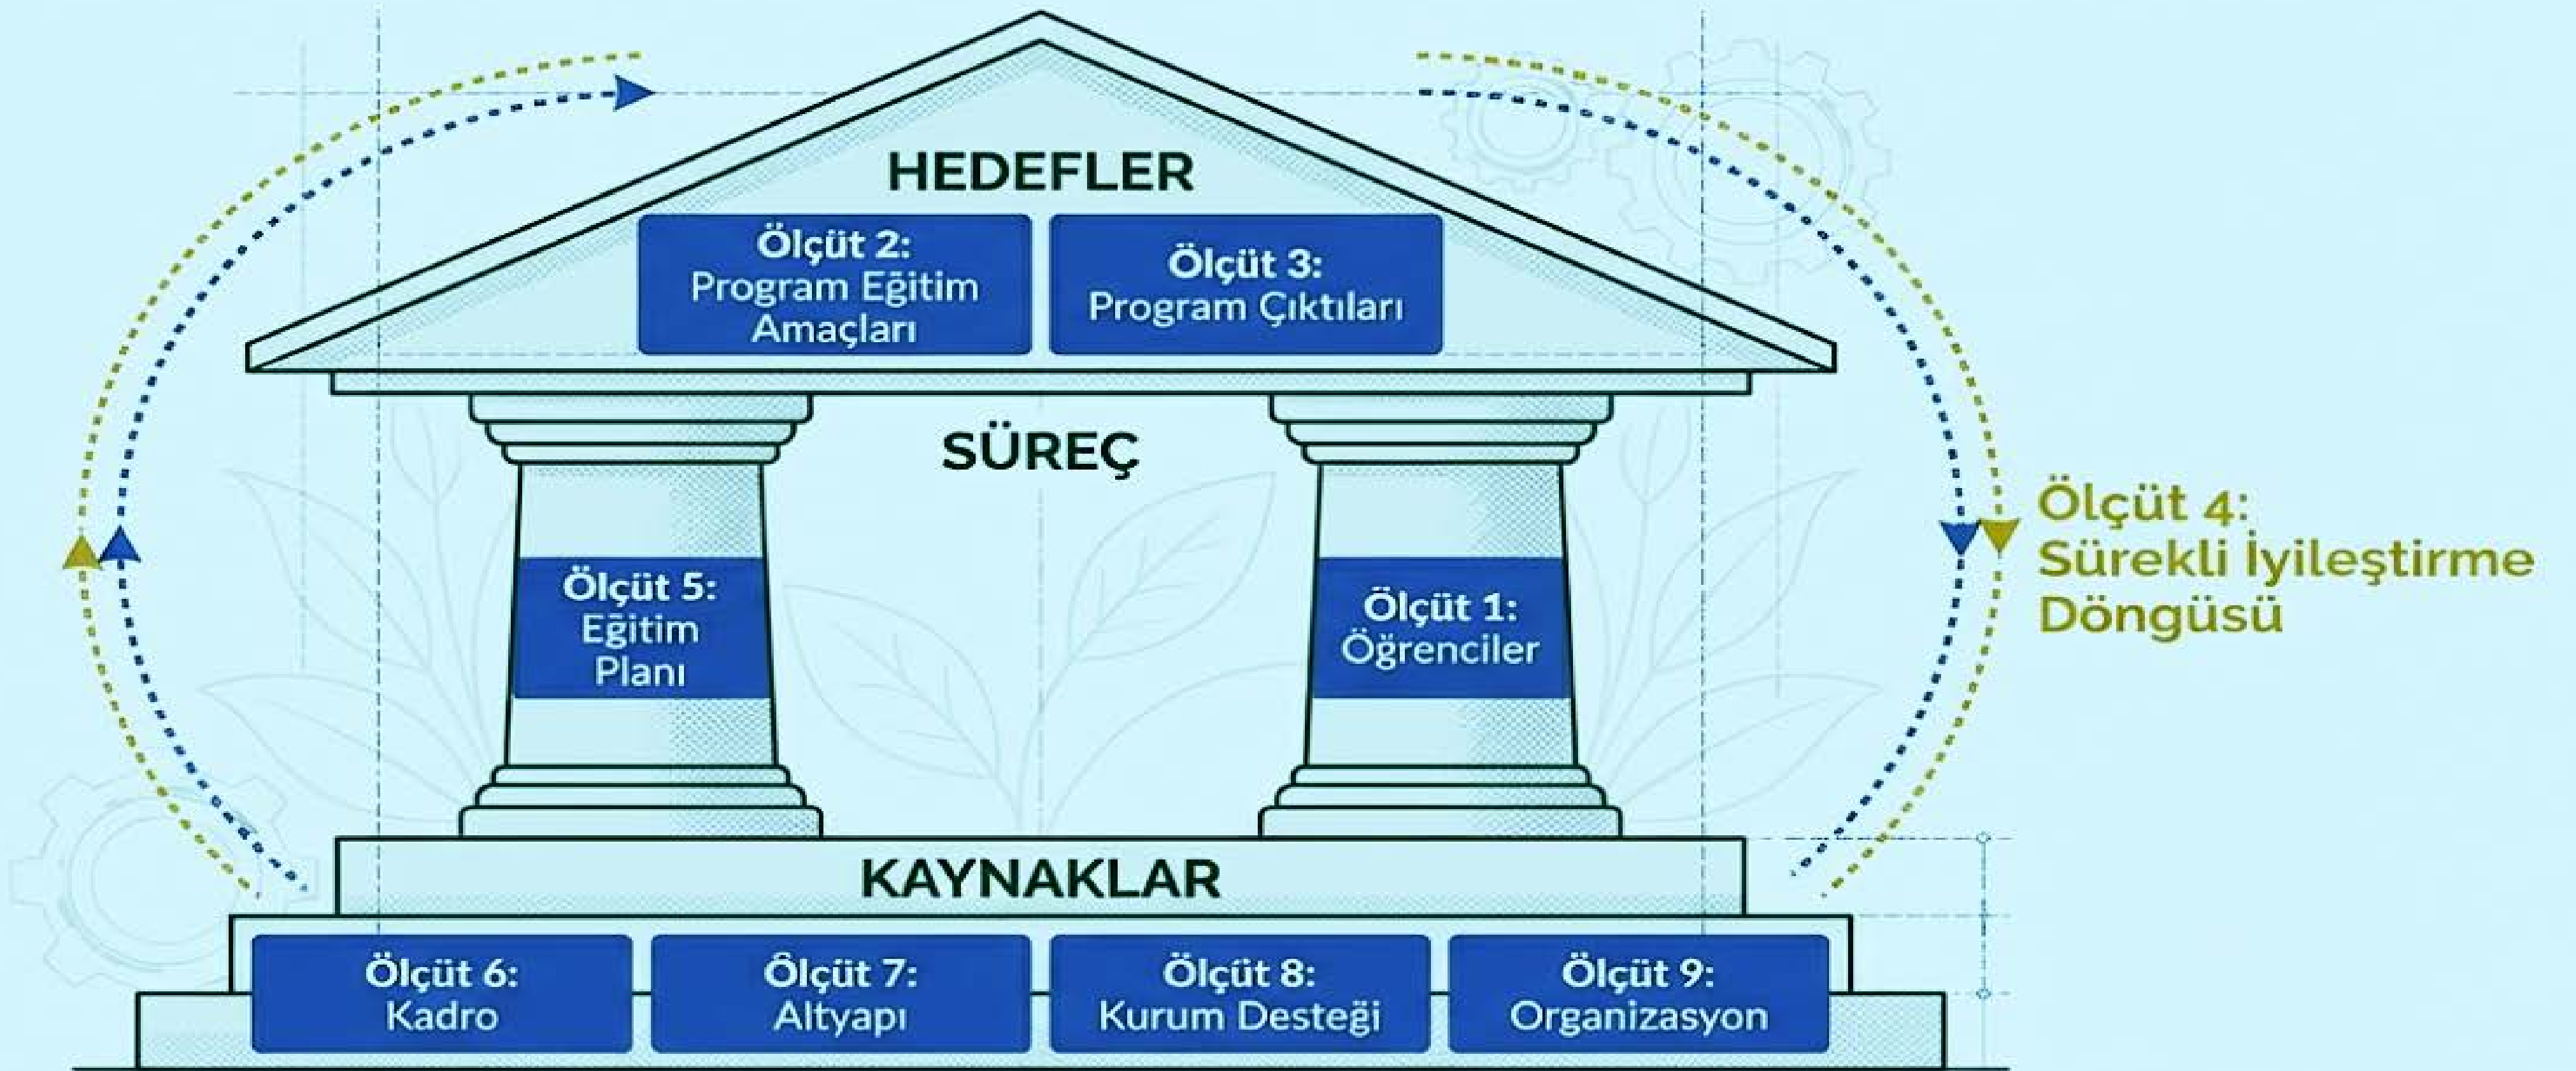 HEDEFLER
Ölçüt 2:
Program Eğitim
Amaçları
Ölçüt 3:
Program Çıktıları
SÜREÇ
Ölçüt 5:
Eğitim
Planı
Ölçüt 1:
Öğrenciler
Ölçüt 4:
Sürekli İyileştirme
Döngüsü
KAYNAKLAR
Ölçüt 6:
Kadro
Ôlçüt 7:
Altyapı
Ölçüt 8:
Kurum Desteği
Ölçüt 9:
Organizasyon